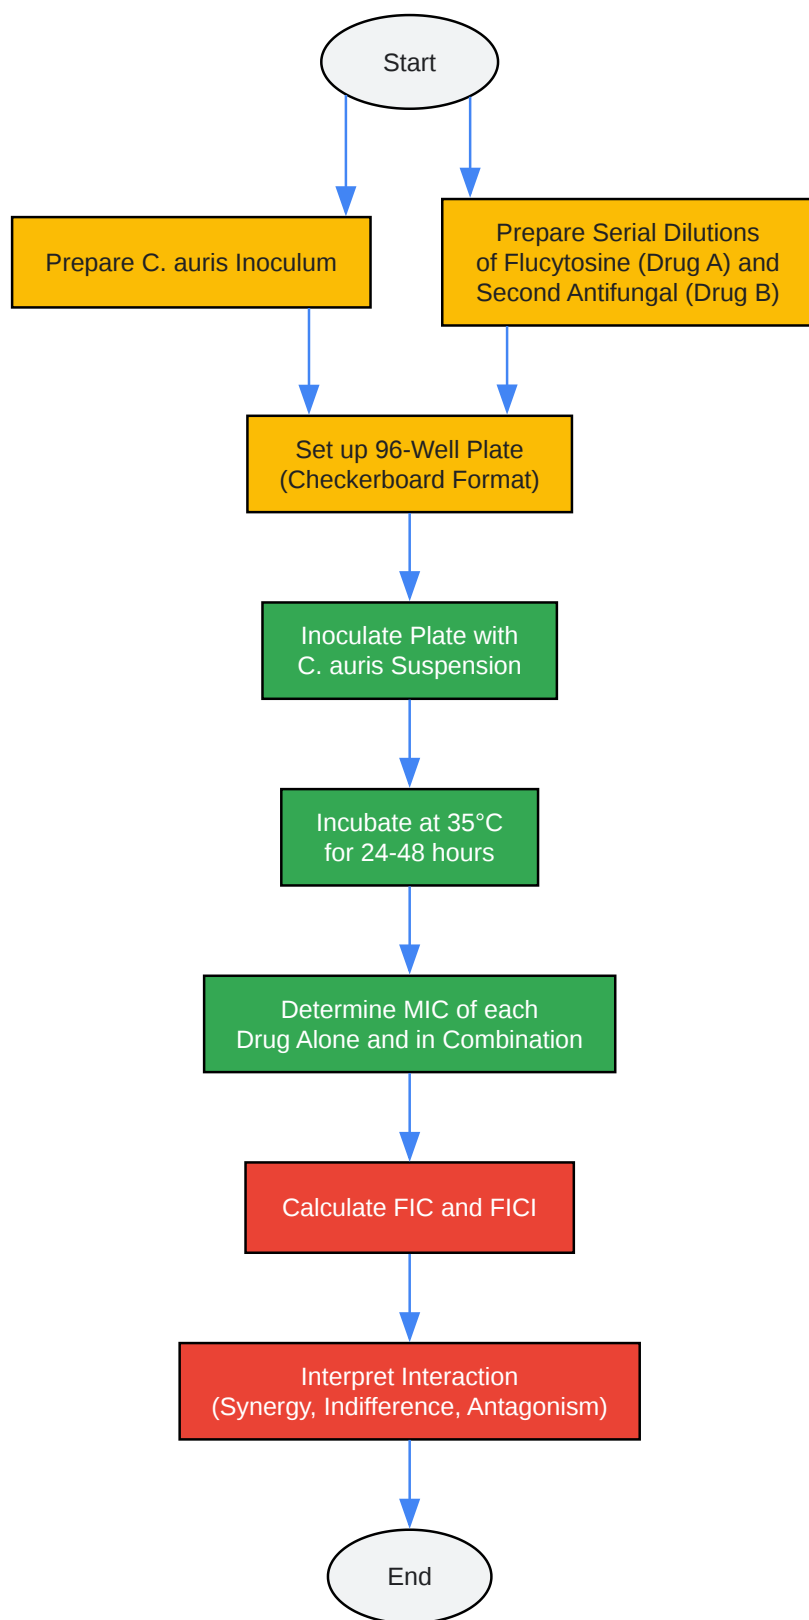 Start
Prepare C. auris Inoculum
Prepare Serial Dilutions
of Flucytosine (Drug A) and
Second Antifungal (Drug B)
Set up 96-Well Plate
(Checkerboard Format)
Inoculate Plate with
C. auris Suspension
Incubate at 35°C
for 24-48 hours
Determine MIC of each
Drug Alone and in Combination
Calculate FIC and FICI
Interpret Interaction
(Synergy, Indifference, Antagonism)
End